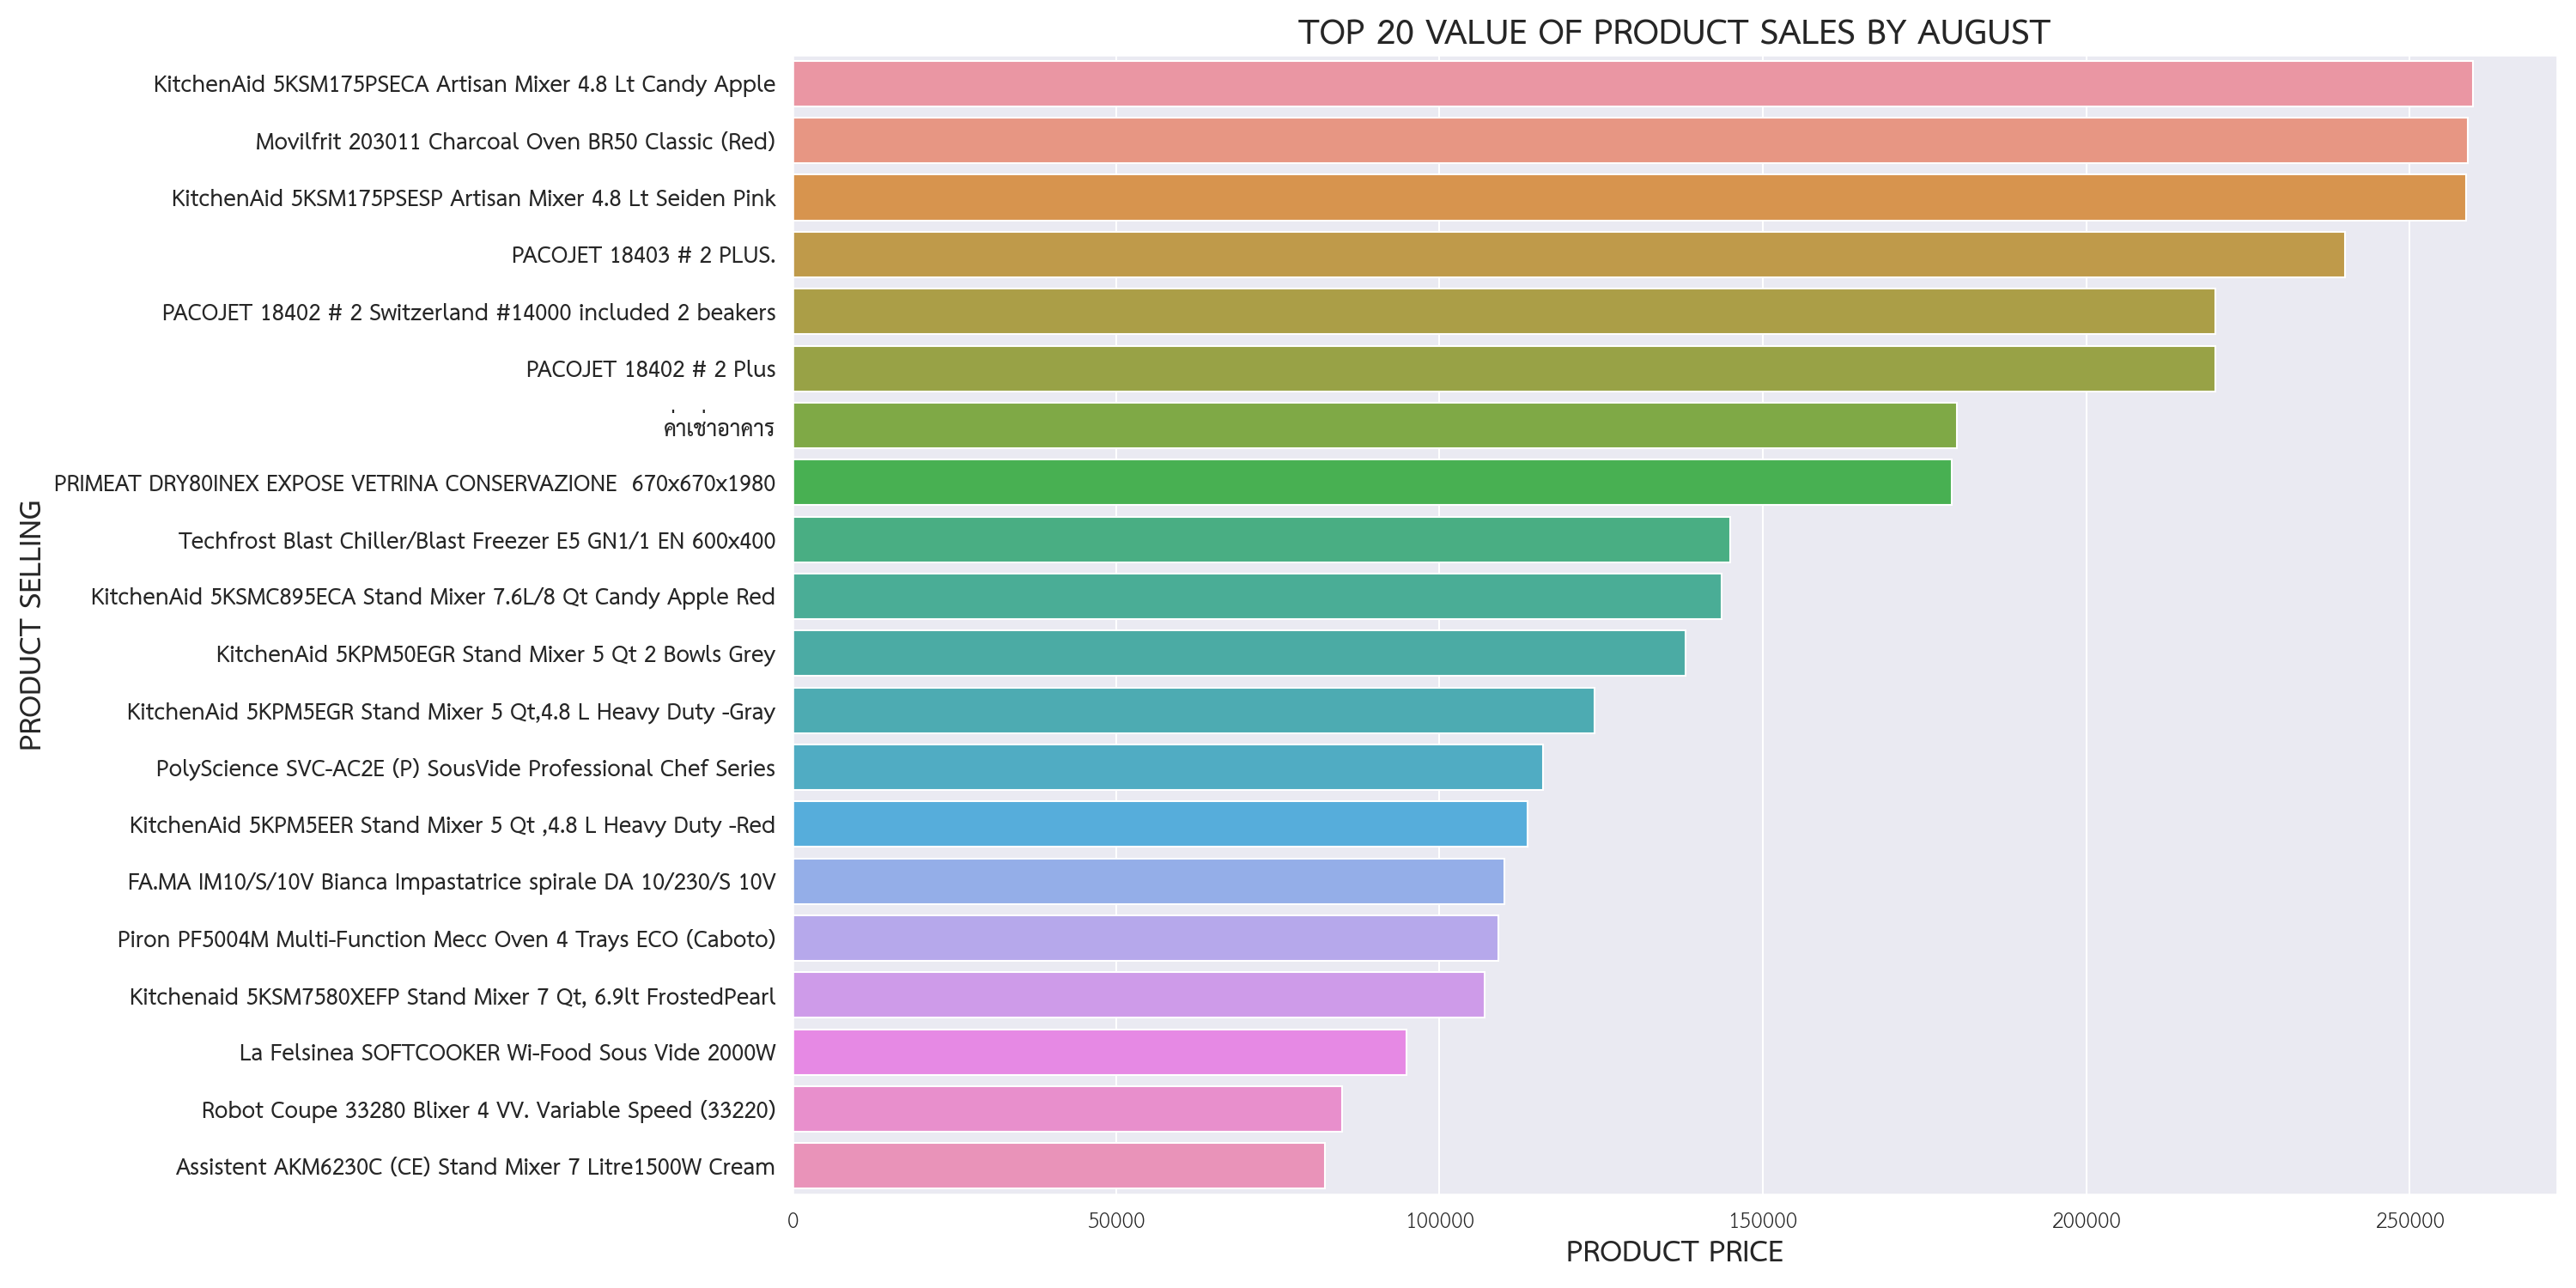 TOP 20 VALUE OF PRODUCT SALES BY AUGUST
KitchenAid 5KSM175PSECA Artisan Mixer 4.8 Lt Candy Apple
Movilfrit 203011 Charcoal Oven BR50 Classic (Red)
KitchenAid 5KSM175PSESP Artisan Mixer 4.8 Lt Seiden Pink
PACOJET 18403 # 2 PLUS.
PACOJET 18402 # 2 Switzerland #14000 included 2 beakers
PACOJET 18402 # 2 Plus
ค่าเช่าอาคาร
PRIMEAT DRY80INEX EXPOSE VETRINA CONSERVAZIONE  670x670x1980
Techfrost Blast Chiller/Blast Freezer E5 GN1/1 EN 600x400
KitchenAid 5KSMC895ECA Stand Mixer 7.6L/8 Qt Candy Apple Red
KitchenAid 5KPM50EGR Stand Mixer 5 Qt 2 Bowls Grey
KitchenAid 5KPM5EGR Stand Mixer 5 Qt,4.8 L Heavy Duty -Gray
PolyScience SVC-AC2E (P) SousVide Professional Chef Series
KitchenAid 5KPM5EER Stand Mixer 5 Qt ,4.8 L Heavy Duty -Red
FA.MA IM10/S/10V Bianca Impastatrice spirale DA 10/230/S 10V
Piron PF5004M Multi-Function Mecc Oven 4 Trays ECO (Caboto)
Kitchenaid 5KSM7580XEFP Stand Mixer 7 Qt, 6.9lt FrostedPearl
La Felsinea SOFTCOOKER Wi-Food Sous Vide 2000W
Robot Coupe 33280 Blixer 4 VV. Variable Speed (33220)
Assistent AKM6230C (CE) Stand Mixer 7 Litre1500W Cream
PRODUCT SELLING
0 50000 100000 150000 200000 250000
PRODUCT PRICE